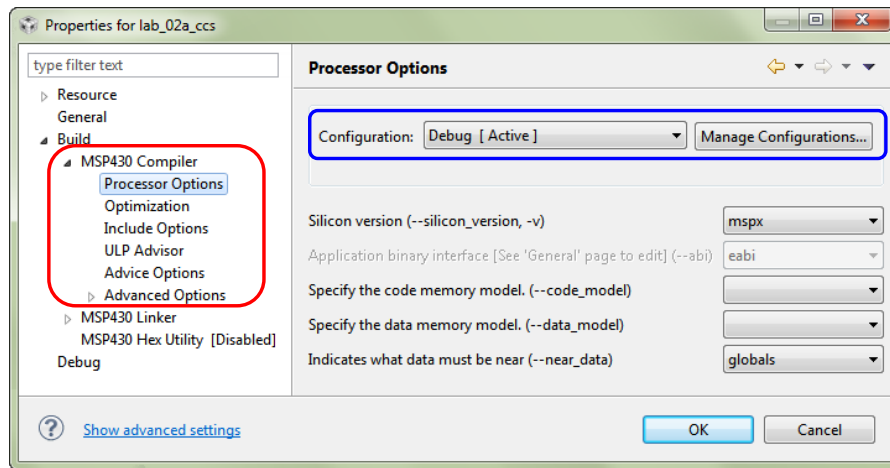 Properties for lab_02a_ccs
type filter text
Resource
General
Build
MSP430 Compiler
Processor Options
Optimization
Include Options
ULP Advisor
Advice Options
Advanced Options
MSP430 Linker
MSP430 Hex Utility [Disabled]
Debug
Processor Options
Configuration: Debug [ Active ] Manage Configurations...
Silicon version (--silicon_version, -v) mspx
Application binary interface [See 'General' page to edit] (--abi) eabi
Specify the code memory model. (--code_model)
Specify the data memory model. (--data_model)
Indicates what data must be near (--near_data) globals
? Show advanced settings OK Cancel